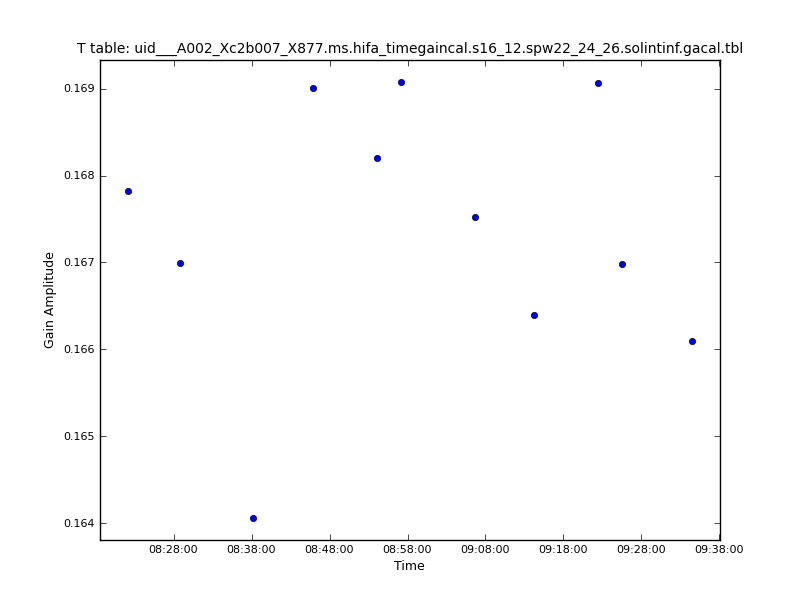 T table: uid___A002_Xc2b007_X877.ms.hifa_timegaincal.s16_12.spw22_24_26.solintinf.gacal.tbl
0.169
0.168
0.167
0.166
0.165
0.164
Gain Amplitude
08:28:00 08:38:00 08:48:00 08:58:00 09:08:00 09:18:00 09:28:00 09:38:00
Time